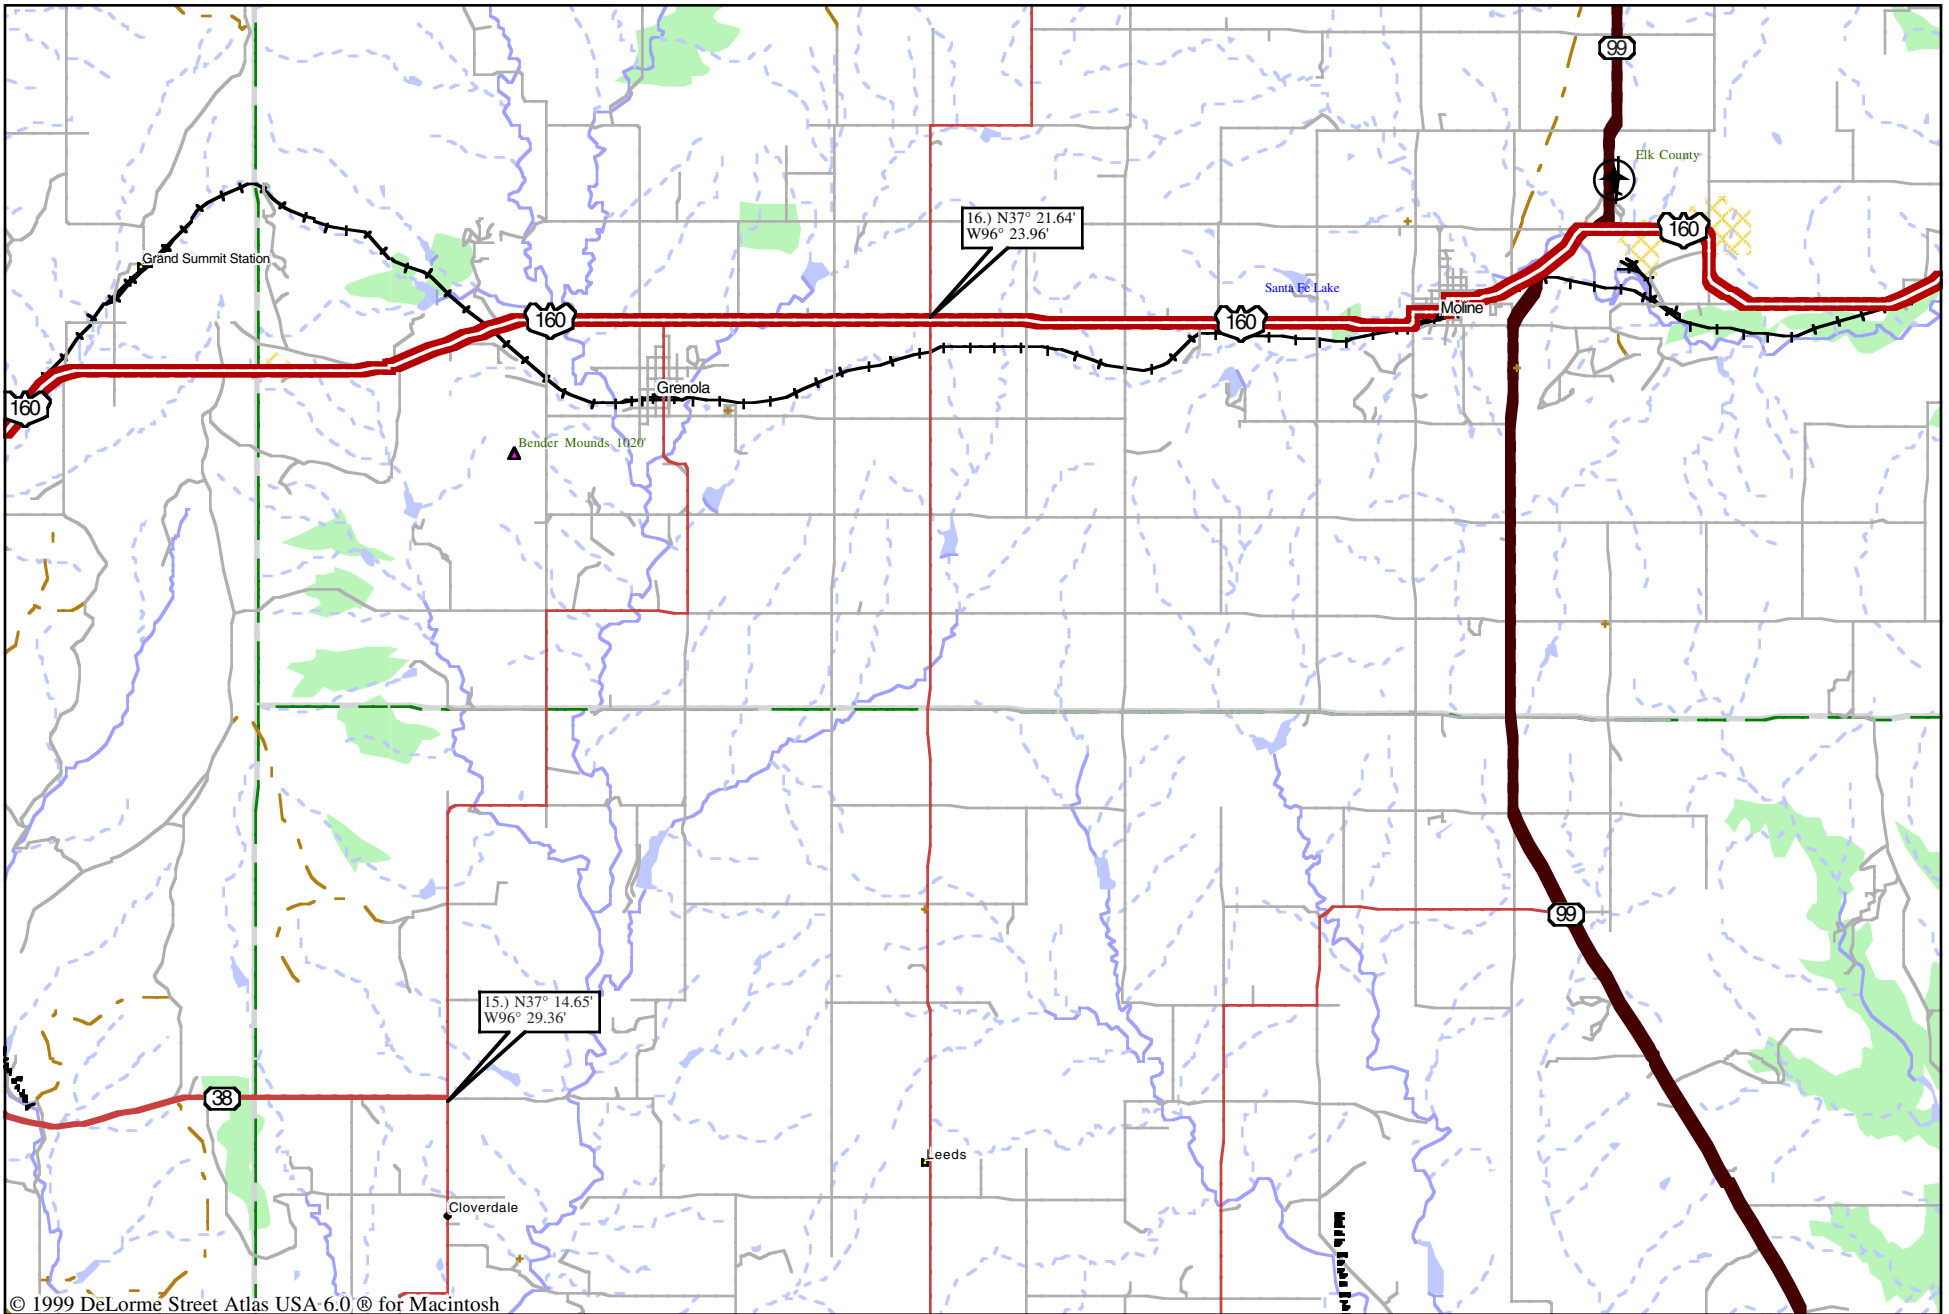 99
Elk County
16.) N37° 21.64'
W96° 23.96'
160
Grand Summit Station
Santa Fe Lake
160
160
Moline
Grenola
160
Bender Mounds 1020'
99
15.) N37° 14.65'
W96° 29.36'
38
Leeds
Cloverdale
© 1999 DeLorme Street Atlas USA 6.0 ® for Macintosh